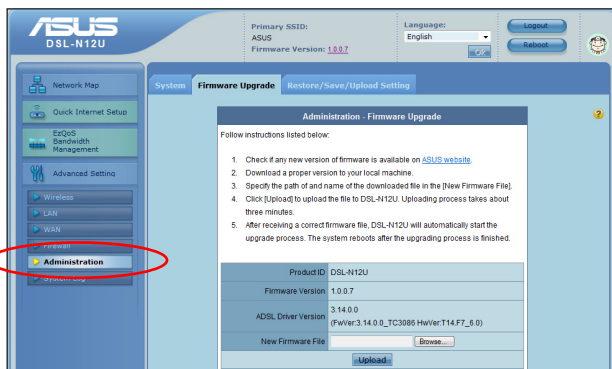 ASUS
DSL-N12U
Primary SSID:
ASUS
Firmware Version: 1.0.0.7
Language:
English
Logout
Reboot
Network Map
Quick Internet Setup
EzQoS
Bandwidth
Management
Advanced Setting
Wireless
LAN
WAN
Firewall
Administration
System Log
System
Firmware Upgrade
Restore/Save/Upload Setting
Administration - Firmware Upgrade
Follow instructions listed below:
1. Check if any new version of firmware is available on ASUS website.
2. Download a proper version to your local machine.
3. Specify the path of and name of the downloaded file in the [New Firmware File].
4. Click [Upload] to upload the file to DSL-N12U. Uploading process takes about
three minutes.
5. After receiving a correct firmware file, DSL-N12U will automatically start the
upgrade process. The system reboots after the upgrading process is finished.
Product ID DSL-N12U
Firmware Version 1.0.0.7
ADSL Driver Version 3.14.0.0
(FwVer:3.14.0.0_TC3086 HwVer:T14.F7_6.0)
New Firmware File Browse...
Upload